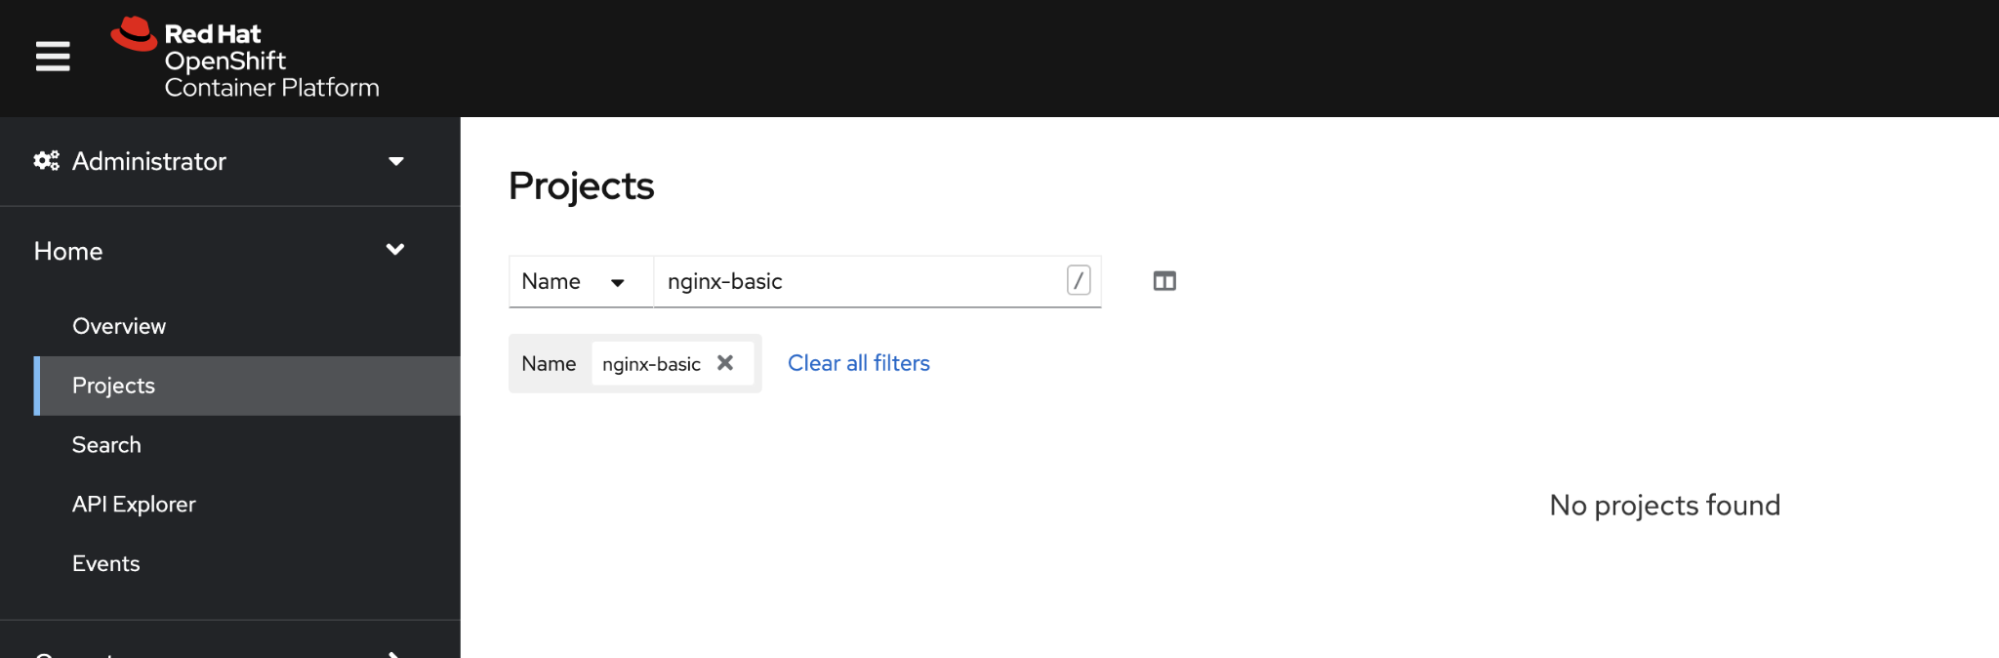 Red Hat
OpenShift
Container Platform
Administrator
Home
Overview
Projects
Search
API Explorer
Events
Projects
Name
nginx-basic
/
Name nginx-basic
Clear all filters
No projects found